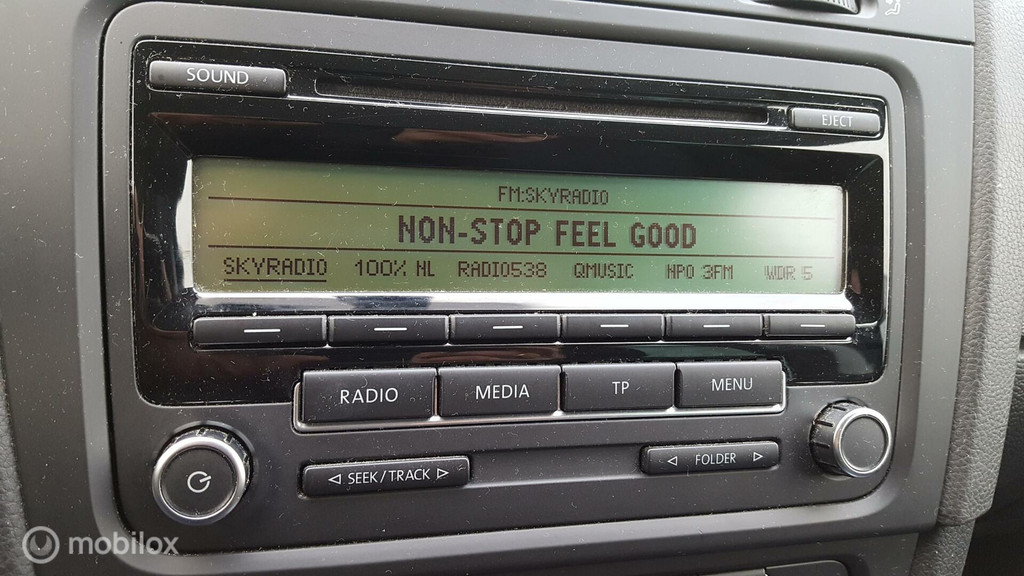 SOUND
EJECT
FM:SKYRADIO
NON-STOP FEEL GOOD
SKYRADIO 100% NL RADIO538 QMUSIC NPO 3FM WDR 5
RADIO MEDIA TP MENU
SEEK/TRACK FOLDER
mobilox